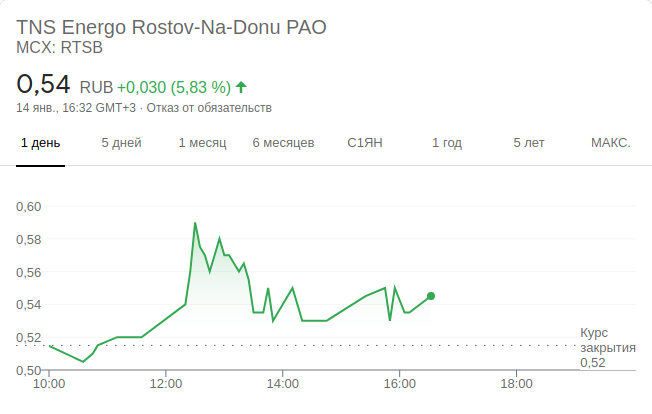 TNS Energo Rostov-Na-Donu PAO
MCX: RTSB
0,54 RUB +0,030 (5,83 %)
14 янв., 16:32 GMT+3 · Отказ от обязательств
1 день 5 дней 1 месяц 6 месяцев С1ЯН 1 год 5 лет МАКС.
0,60
0,58
0,56
0,54
0,52
0,50
Курс
закрытия
0,52
10:00 12:00 14:00 16:00 18:00